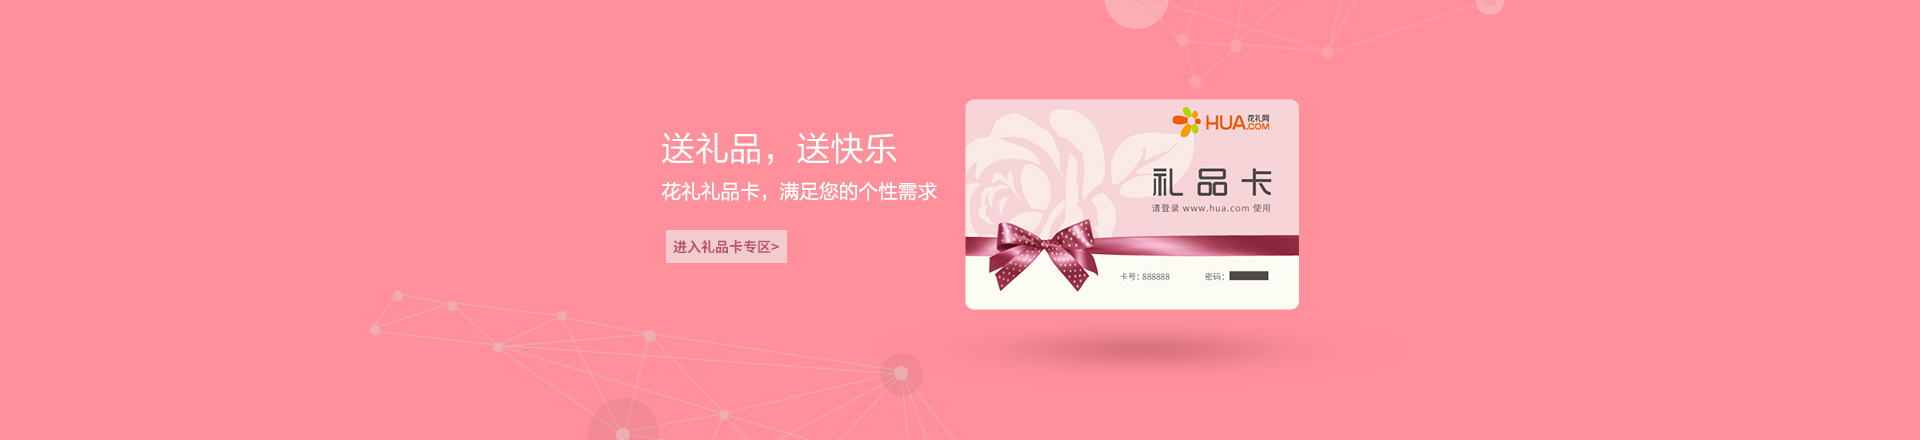 送礼品，送快乐
花礼礼品卡，满足您的个性需求
进入礼品卡专区>
HUA.COM 花礼网
礼品卡
请登录 www.hua.com 使用
卡号：888888 密码：